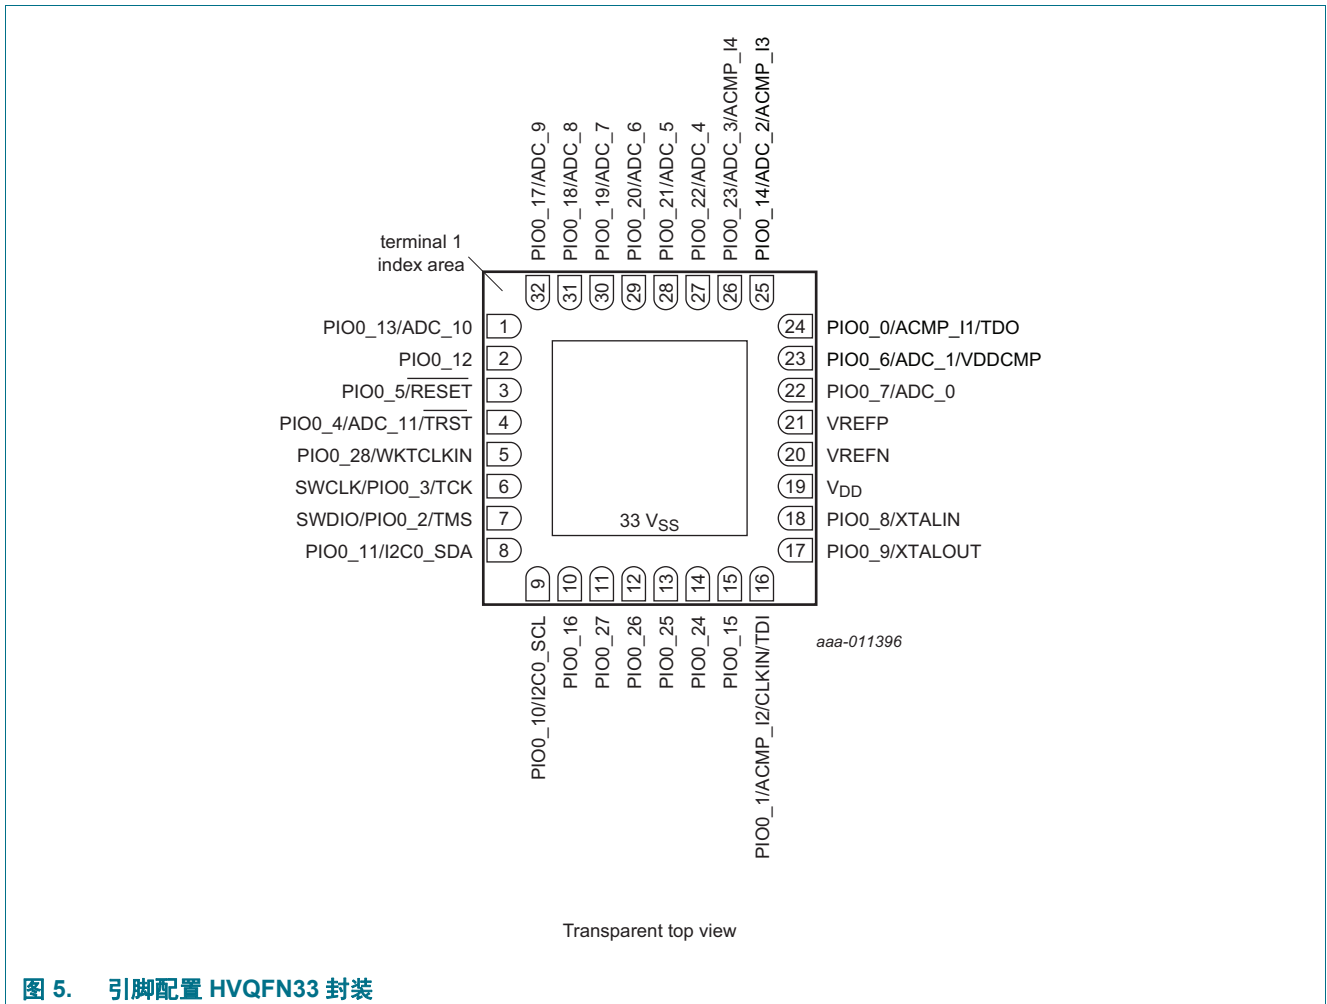 PIO0_17/ADC_9
PIO0_18/ADC_8
PIO0_19/ADC_7
PIO0_20/ADC_6
PIO0_21/ADC_5
PIO0_22/ADC_4
PIO0_23/ADC_3/ACMP_I4
PIO0_14/ADC_2/ACMP_I3
terminal 1
index area
32 31 30 29 28 27 26 25
PIO0_13/ADC_10 1
PIO0_12 2
PIO0_5/RESET 3
PIO0_4/ADC_11/TRST 4
PIO0_28/WKTCLKIN 5
SWCLK/PIO0_3/TCK 6
SWDIO/PIO0_2/TMS 7
PIO0_11/I2C0_SDA 8
24 PIO0_0/ACMP_I1/TDO
23 PIO0_6/ADC_1/VDDCMP
22 PIO0_7/ADC_0
21 VREFP
20 VREFN
19 VDD
18 PIO0_8/XTALIN
17 PIO0_9/XTALOUT
33 VSS
9 10 11 12 13 14 15 16
PIO0_10/I2C0_SCL
PIO0_16
PIO0_27
PIO0_26
PIO0_25
PIO0_24
PIO0_15
PIO0_1/ACMP_I2/CLKIN/TDI
aaa-011396
Transparent top view
图 5. 引脚配置 HVQFN33 封装